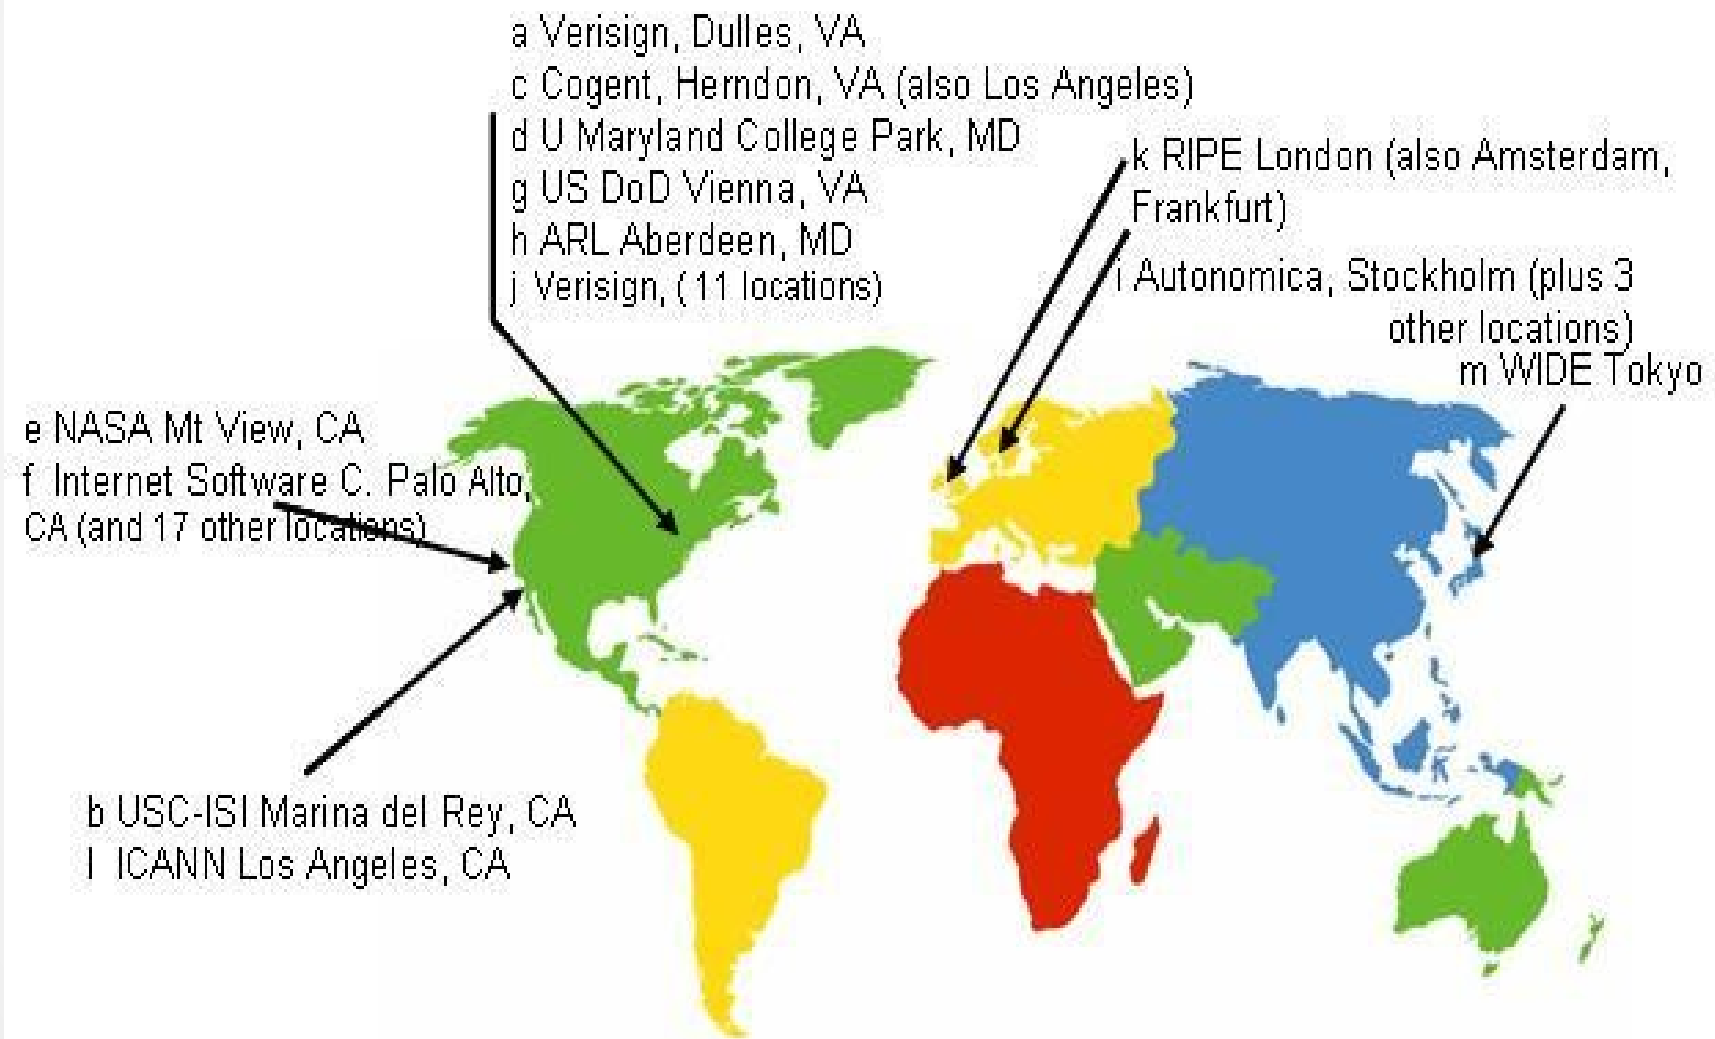 a Verisign, Dulles, VA
c Cogent, Herndon, VA (also Los Angeles)
d U Maryland College Park, MD
g US DoD Vienna, VA
h ARL Aberdeen, MD
j Verisign, ( 11 locations)
k RIPE London (also Amsterdam,
Frankfurt)
i Autonomica, Stockholm (plus 3
other locations)
m WIDE Tokyo
e NASA Mt View, CA
f Internet Software C. Palo Alto,
CA (and 17 other locations)
b USC-ISI Marina del Rey, CA
l ICANN Los Angeles, CA